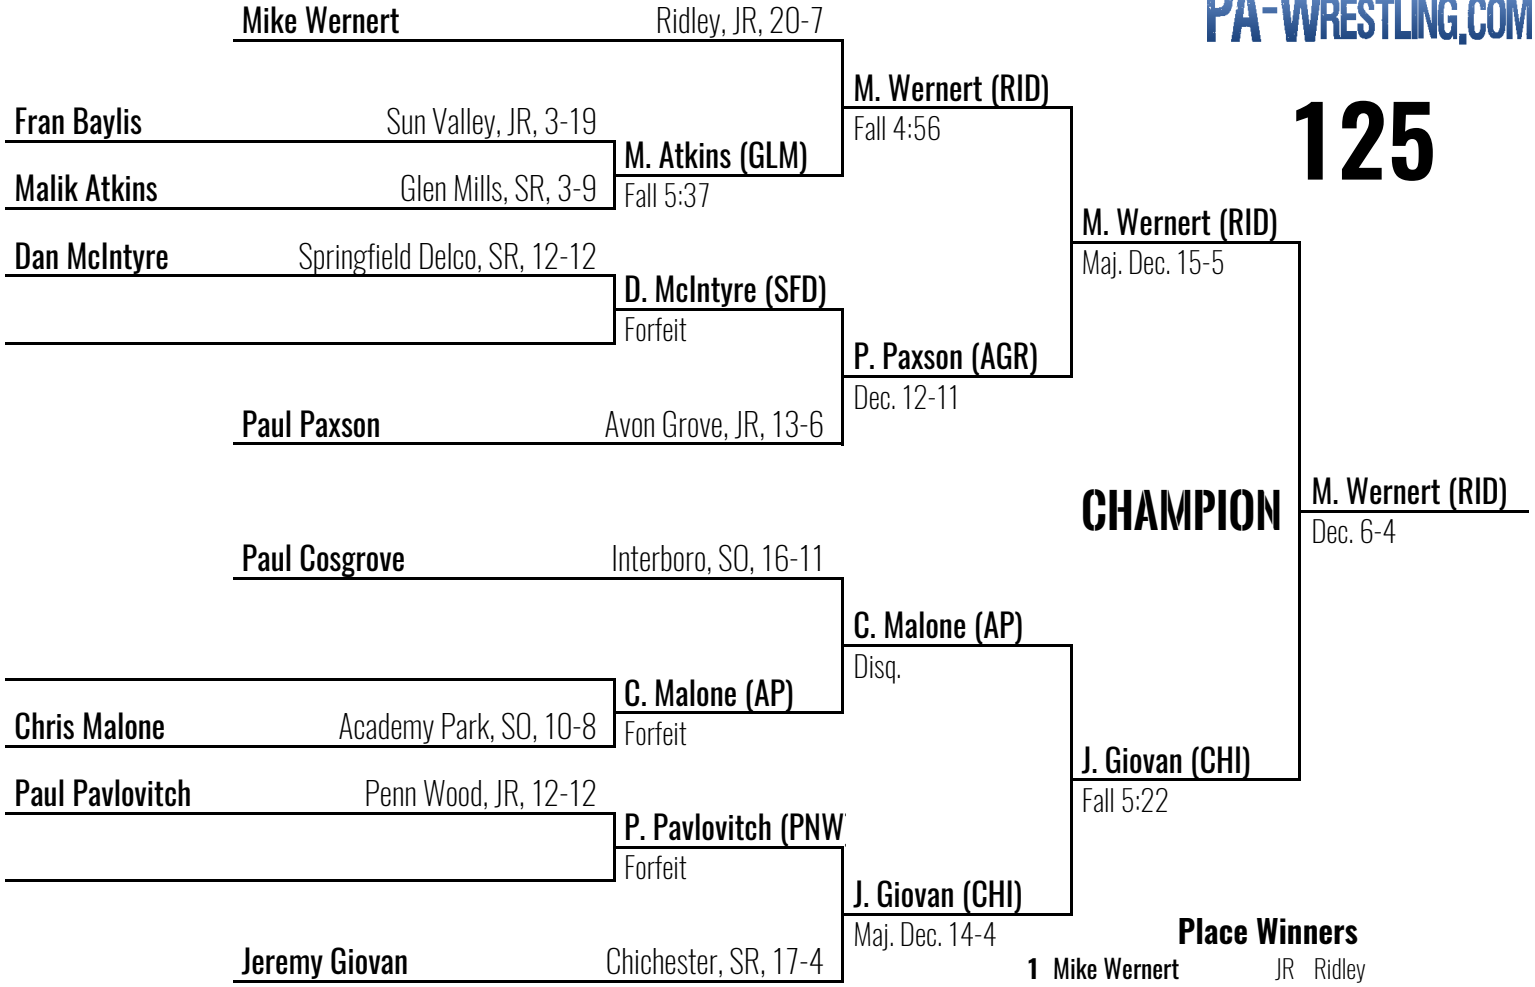 Mike Wernert Ridley, JR, 20-7
PA-WRESTLING.COM
M. Wernert (RID)
Fall 4:56
125
Fran Baylis Sun Valley, JR, 3-19
M. Atkins (GLM)
Fall 5:37
Malik Atkins Glen Mills, SR, 3-9
M. Wernert (RID)
Maj. Dec. 15-5
Dan McIntyre Springfield Delco, SR, 12-12
D. McIntyre (SFD)
Forfeit
P. Paxson (AGR)
Dec. 12-11
Paul Paxson Avon Grove, JR, 13-6
CHAMPION
M. Wernert (RID)
Dec. 6-4
Paul Cosgrove Interboro, SO, 16-11
C. Malone (AP)
Disq.
C. Malone (AP)
Forfeit
Chris Malone Academy Park, SO, 10-8
J. Giovan (CHI)
Fall 5:22
Paul Pavlovitch Penn Wood, JR, 12-12
P. Pavlovitch (PNW)
Forfeit
J. Giovan (CHI)
Maj. Dec. 14-4
Jeremy Giovan Chichester, SR, 17-4
Place Winners
1 Mike Wernert JR Ridley